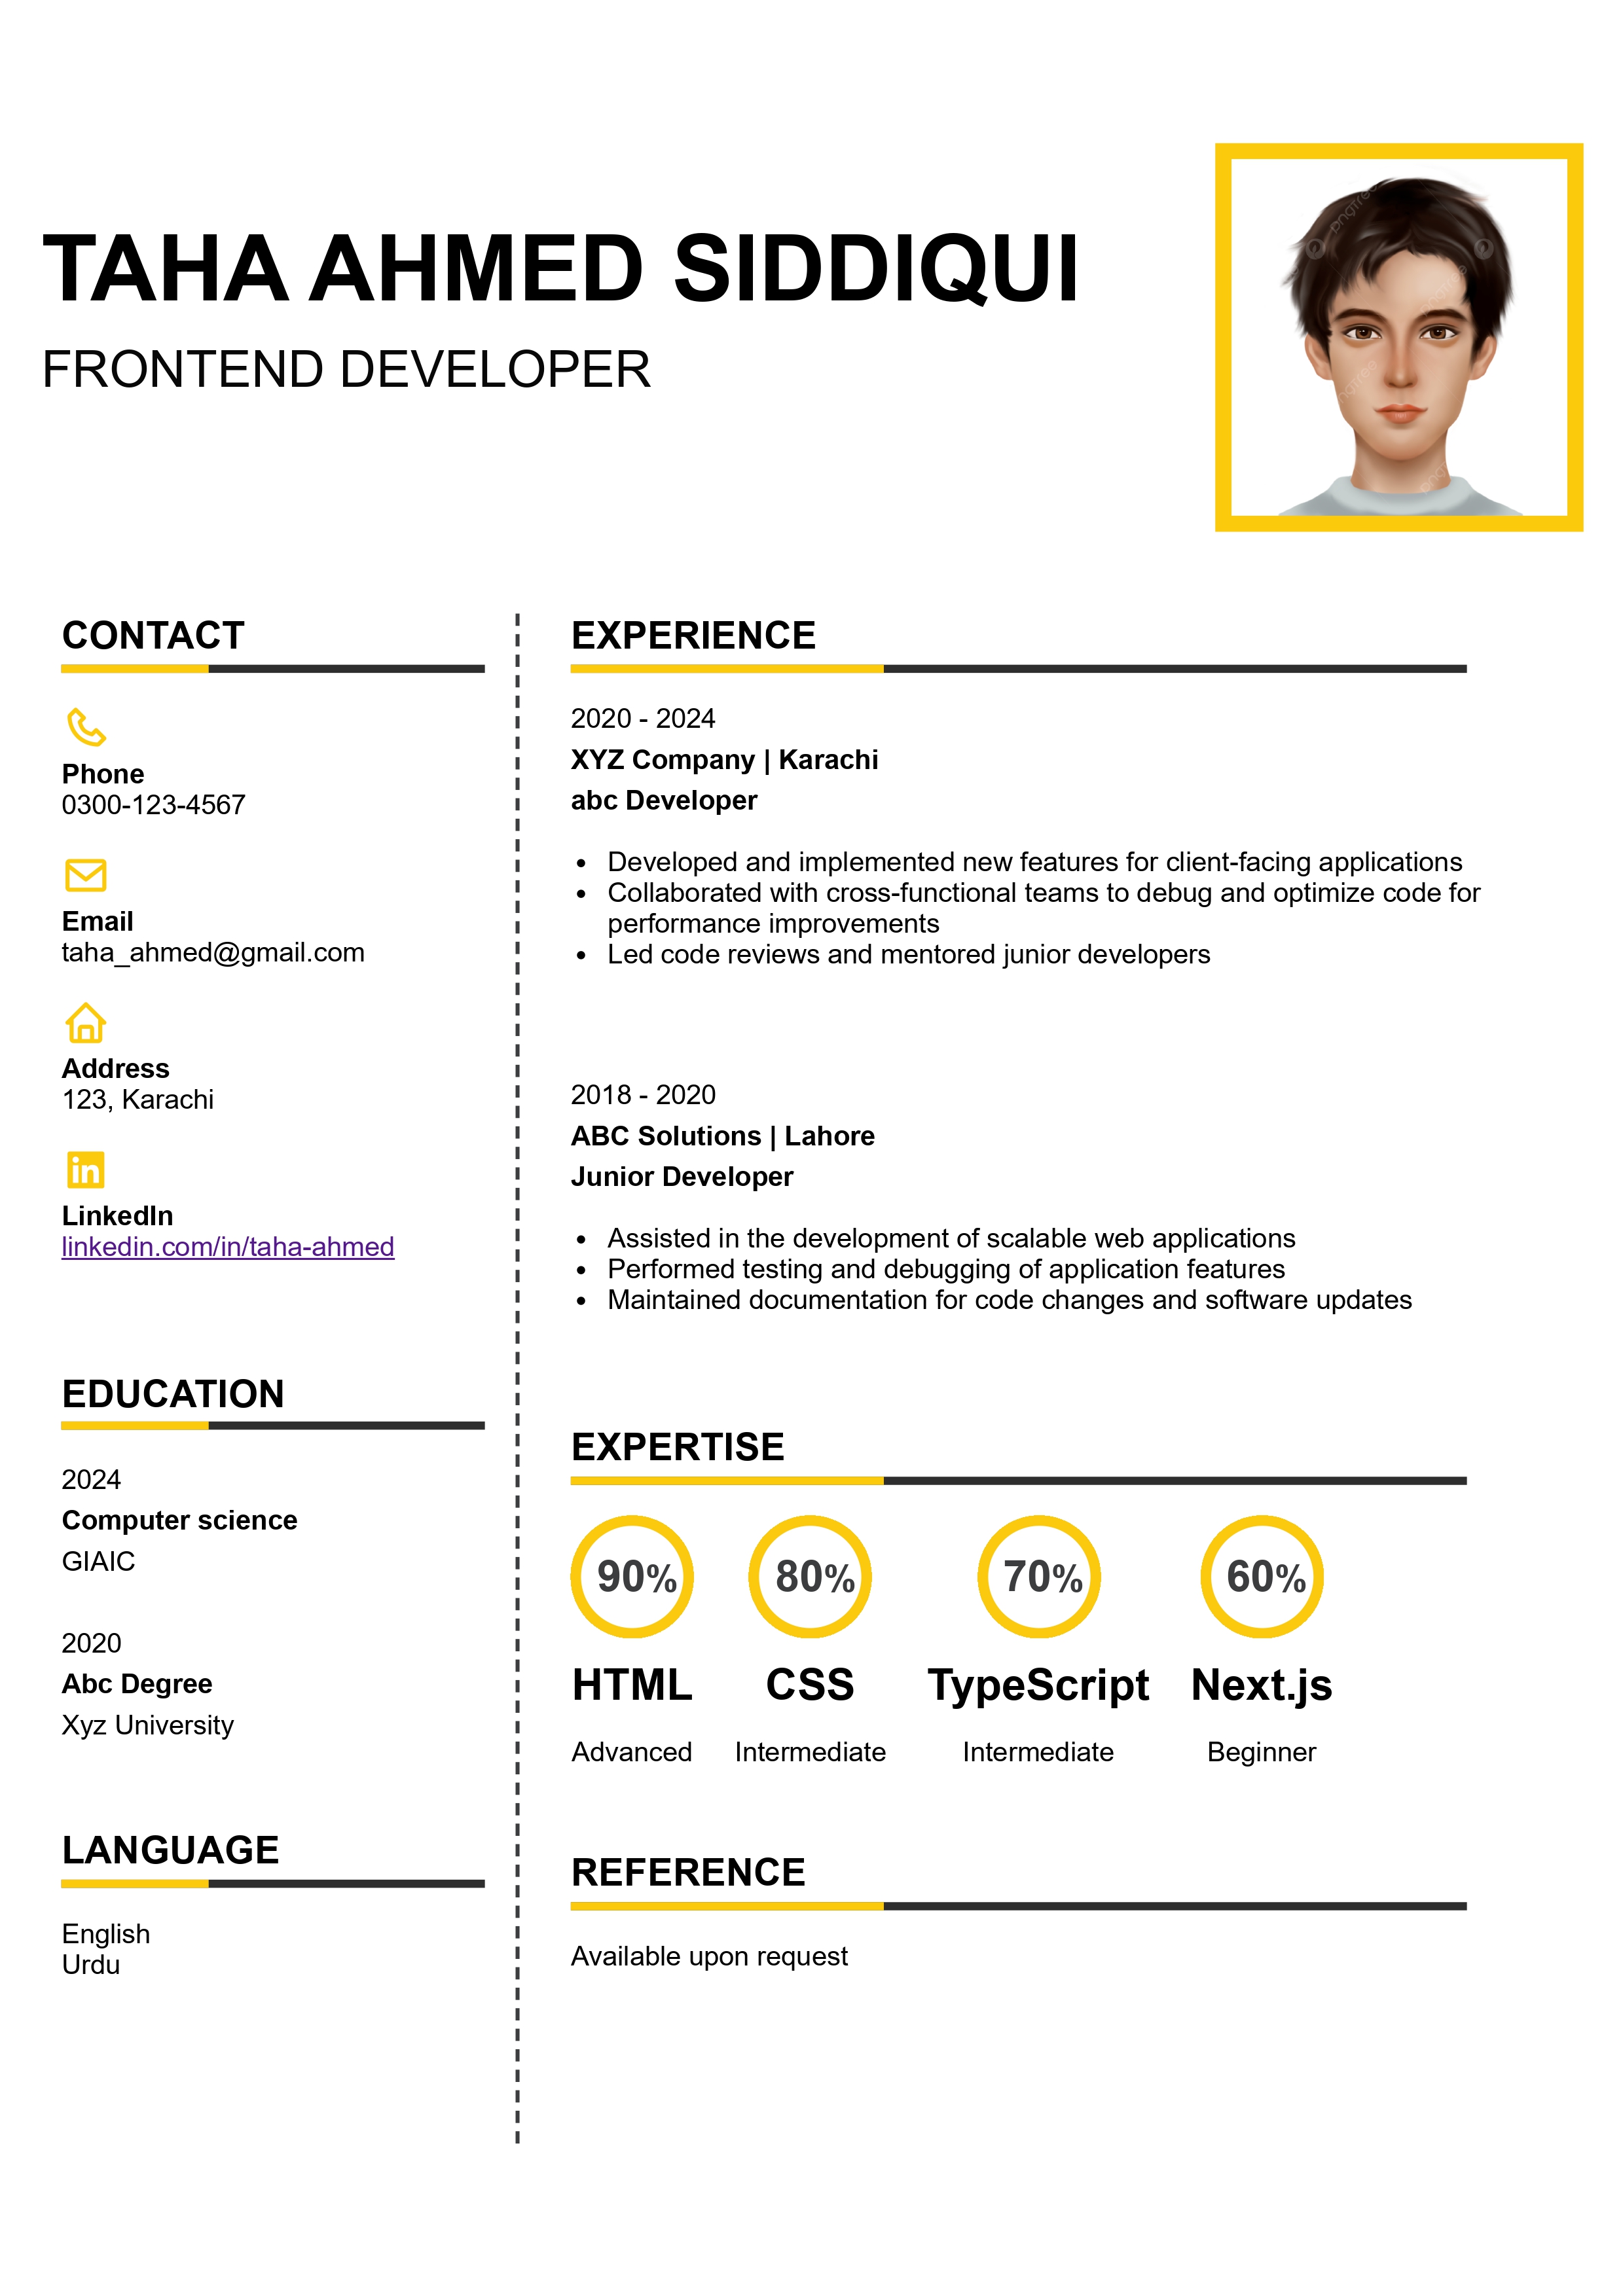 TAHA AHMED SIDDIQUI
FRONTEND DEVELOPER
CONTACT
Phone
0300-123-4567
Email
taha_ahmed@gmail.com
Address
123, Karachi
in
LinkedIn
linkedin.com/in/taha-ahmed
EDUCATION
2024
Computer science
GIAIC
2020
Abc Degree
Xyz University
LANGUAGE
English
Urdu
EXPERIENCE
2020 - 2024
XYZ Company | Karachi
abc Developer
• Developed and implemented new features for client-facing applications
• Collaborated with cross-functional teams to debug and optimize code for
performance improvements
• Led code reviews and mentored junior developers
2018 - 2020
ABC Solutions | Lahore
Junior Developer
• Assisted in the development of scalable web applications
• Performed testing and debugging of application features
• Maintained documentation for code changes and software updates
EXPERTISE
90% 80% 70% 60%
HTML CSS TypeScript Next.js
Advanced Intermediate Intermediate Beginner
REFERENCE
Available upon request
pngtree
pngtree
pngtree
pngtree